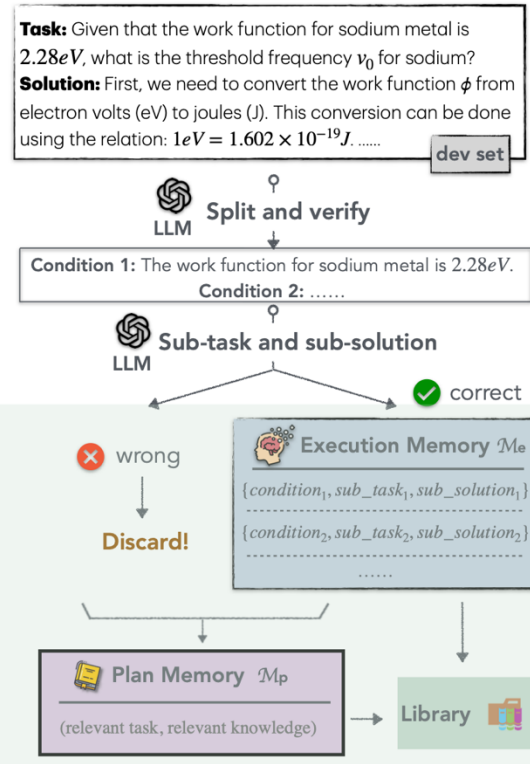 Task: Given that the work function for sodium metal is
2.28eV, what is the threshold frequency ν₀ for sodium?
Solution: First, we need to convert the work function ϕ from
electron volts (eV) to joules (J). This conversion can be done
using the relation: 1eV = 1.602 × 10⁻¹⁹J. ......
dev set
LLM
Split and verify
Condition 1: The work function for sodium metal is 2.28eV.
Condition 2: ......
LLM
Sub-task and sub-solution
correct
wrong
Discard!
Execution Memory ℳe
{condition₁, sub_task₁, sub_solution₁}
{condition₂, sub_task₂, sub_solution₂}
......
Plan Memory ℳp
(relevant task, relevant knowledge)
Library